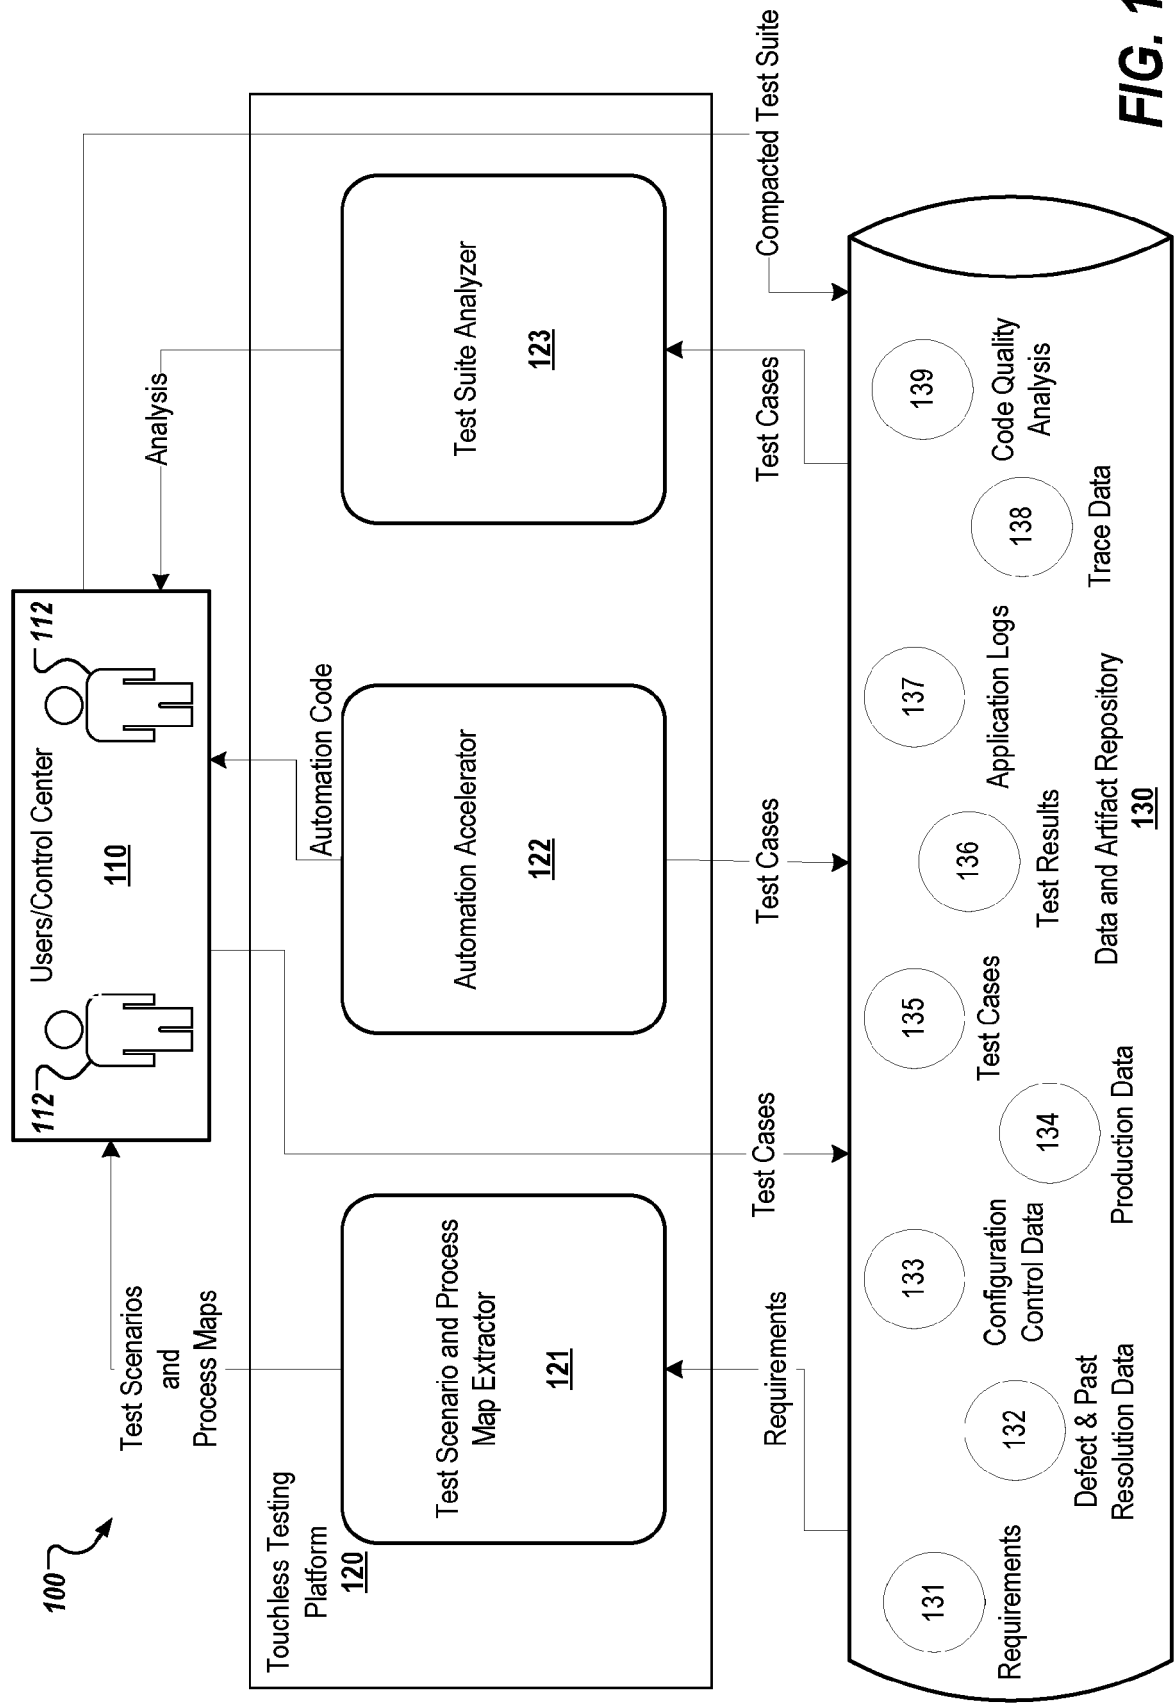 100
112
Users/Control Center
110
112
Test Scenarios
and
Process Maps
Automation Code
Analysis
Touchless Testing
Platform
120
Test Scenario and Process
Map Extractor
121
Automation Accelerator
122
Test Suite Analyzer
123
Requirements
Test Cases
Test Cases
Test Cases
Compacted Test Suite
131
Requirements
132
Defect & Past
Resolution Data
133
Configuration
Control Data
134
Production Data
135
Test Cases
136
Test Results
137
Application Logs
138
Trace Data
139
Code Quality
Analysis
Data and Artifact Repository
130
FIG. 1